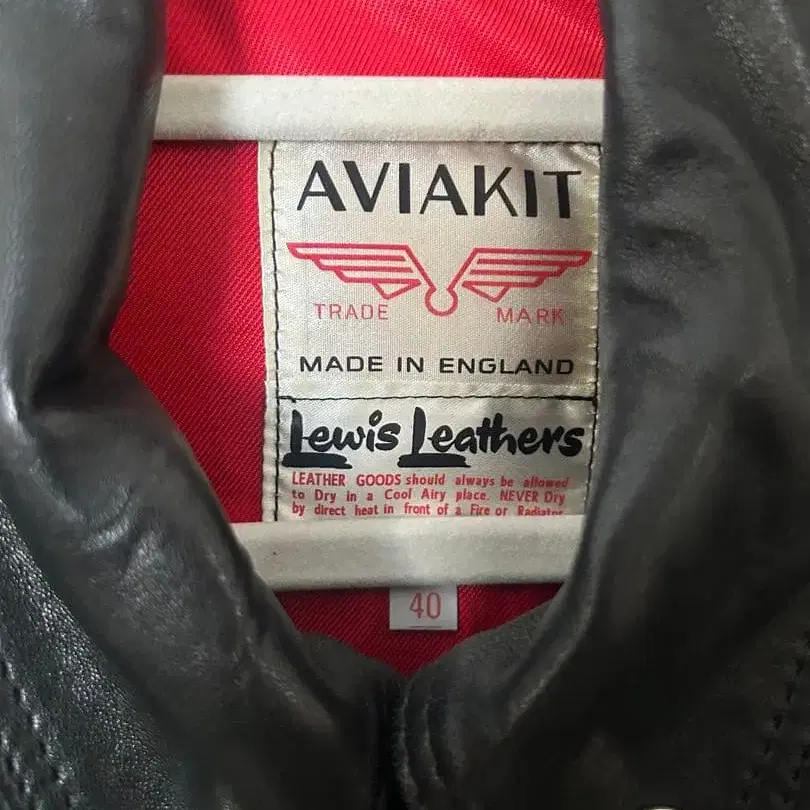 AVIAKIT
TRADE MARK
MADE IN ENGLAND
Lewis Leathers
LEATHER GOODS should always be allowed
to Dry in a Cool Airy place. NEVER Dry
by direct heat in front of a Fire or Radiator
40